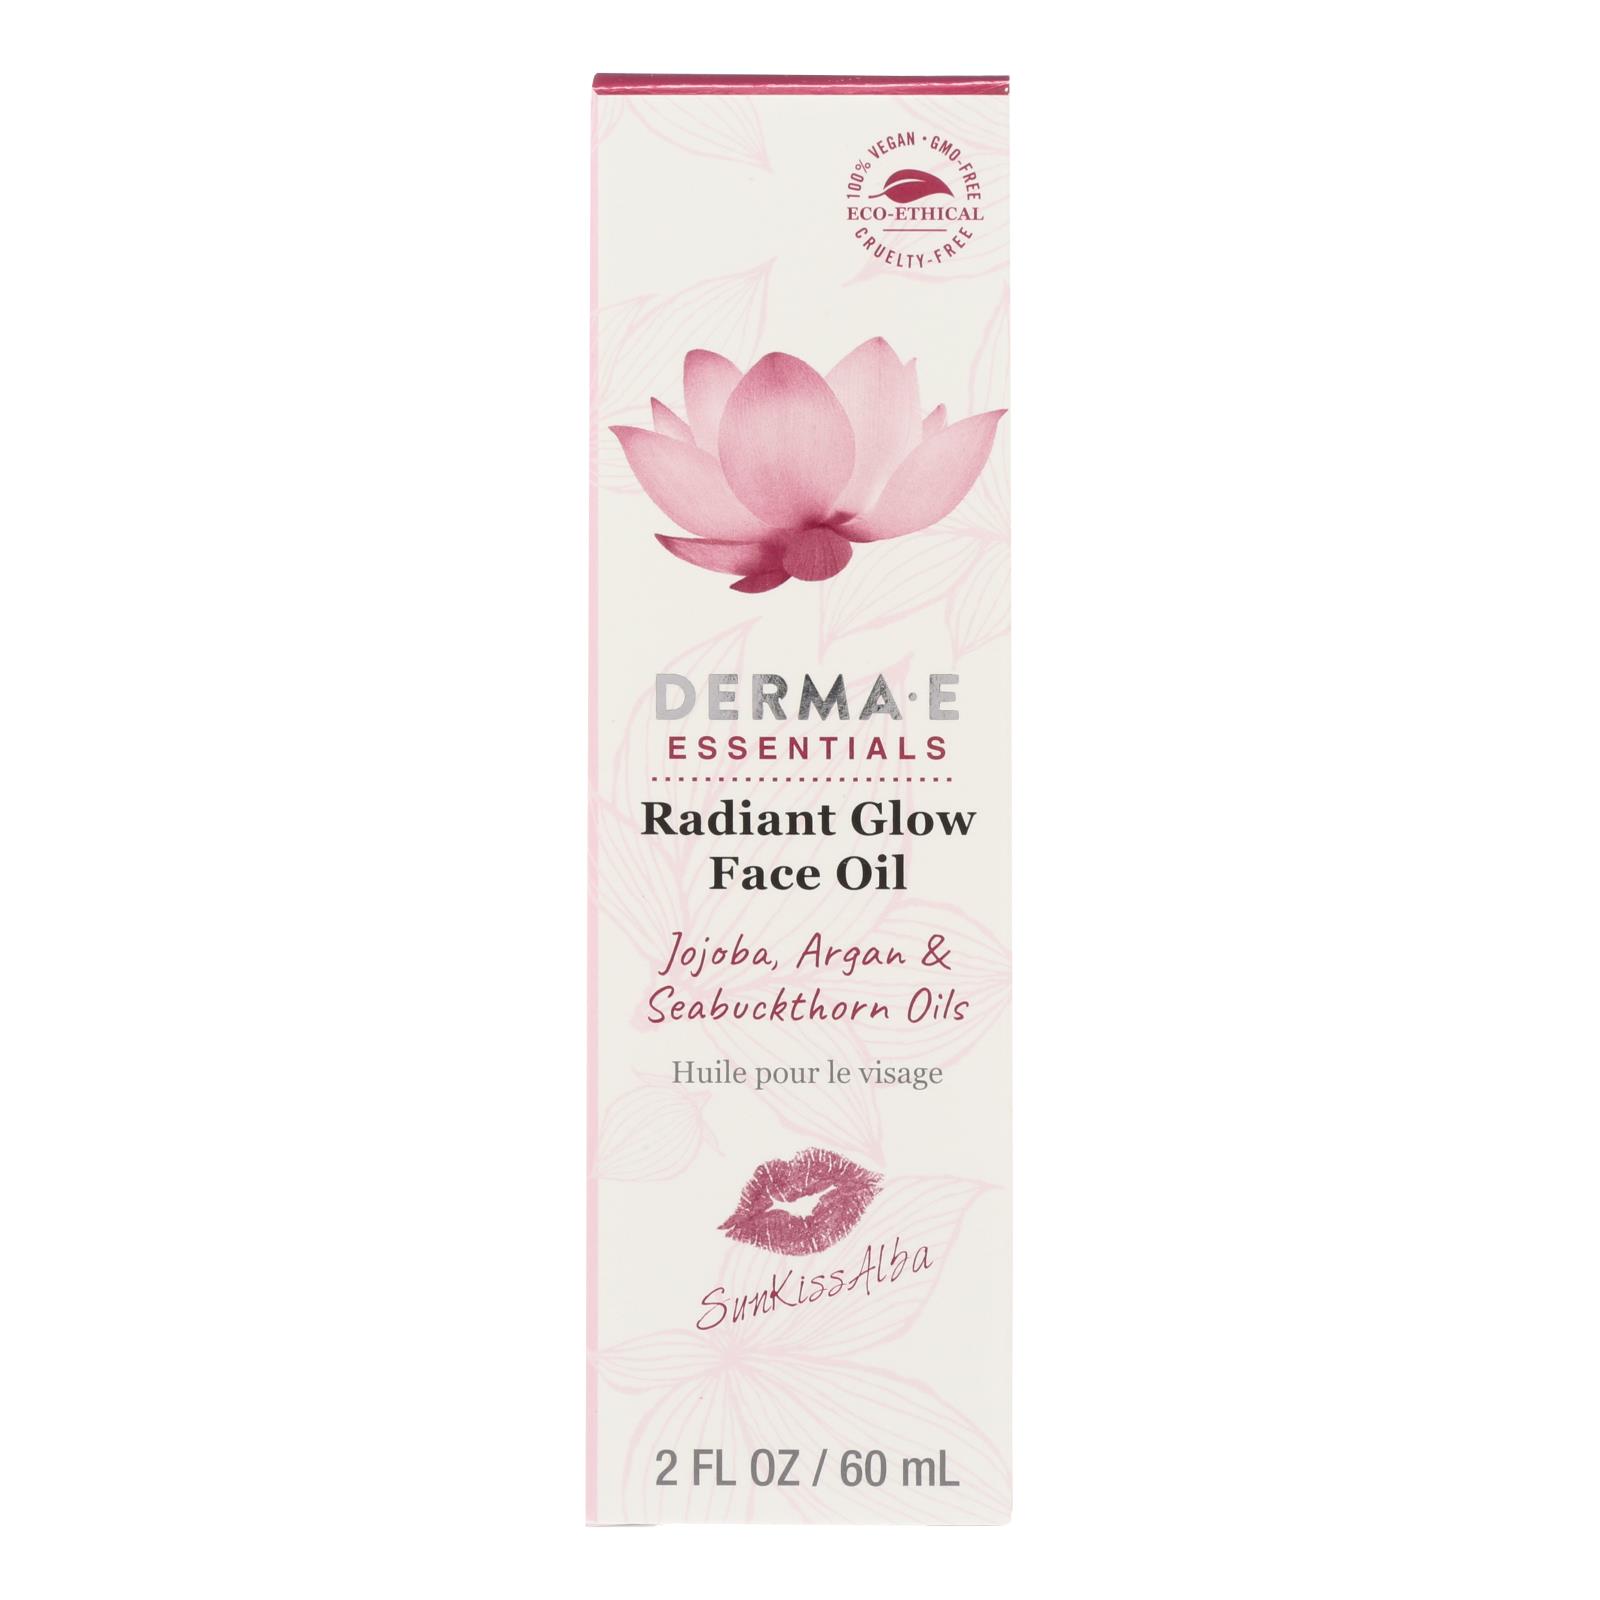 100% VEGAN • GMO-FREE
ECO-ETHICAL
CRUELTY-FREE
DERMA•E
ESSENTIALS
Radiant Glow
Face Oil
Jojoba, Argan &
Seabuckthorn Oils
Huile pour le visage
SunKissAlba
2 FL OZ / 60 mL